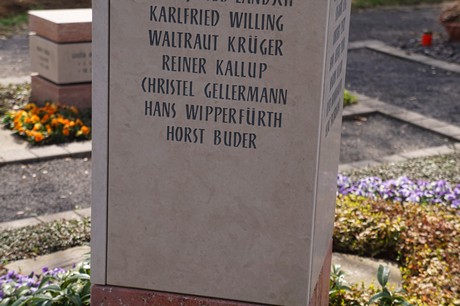 KARLFRIED WILLING
WALTRAUT KRÜGER
REINER KALLUP
CHRISTEL GELLERMANN
HANS WIPPERFÜRTH
HORST BUDER